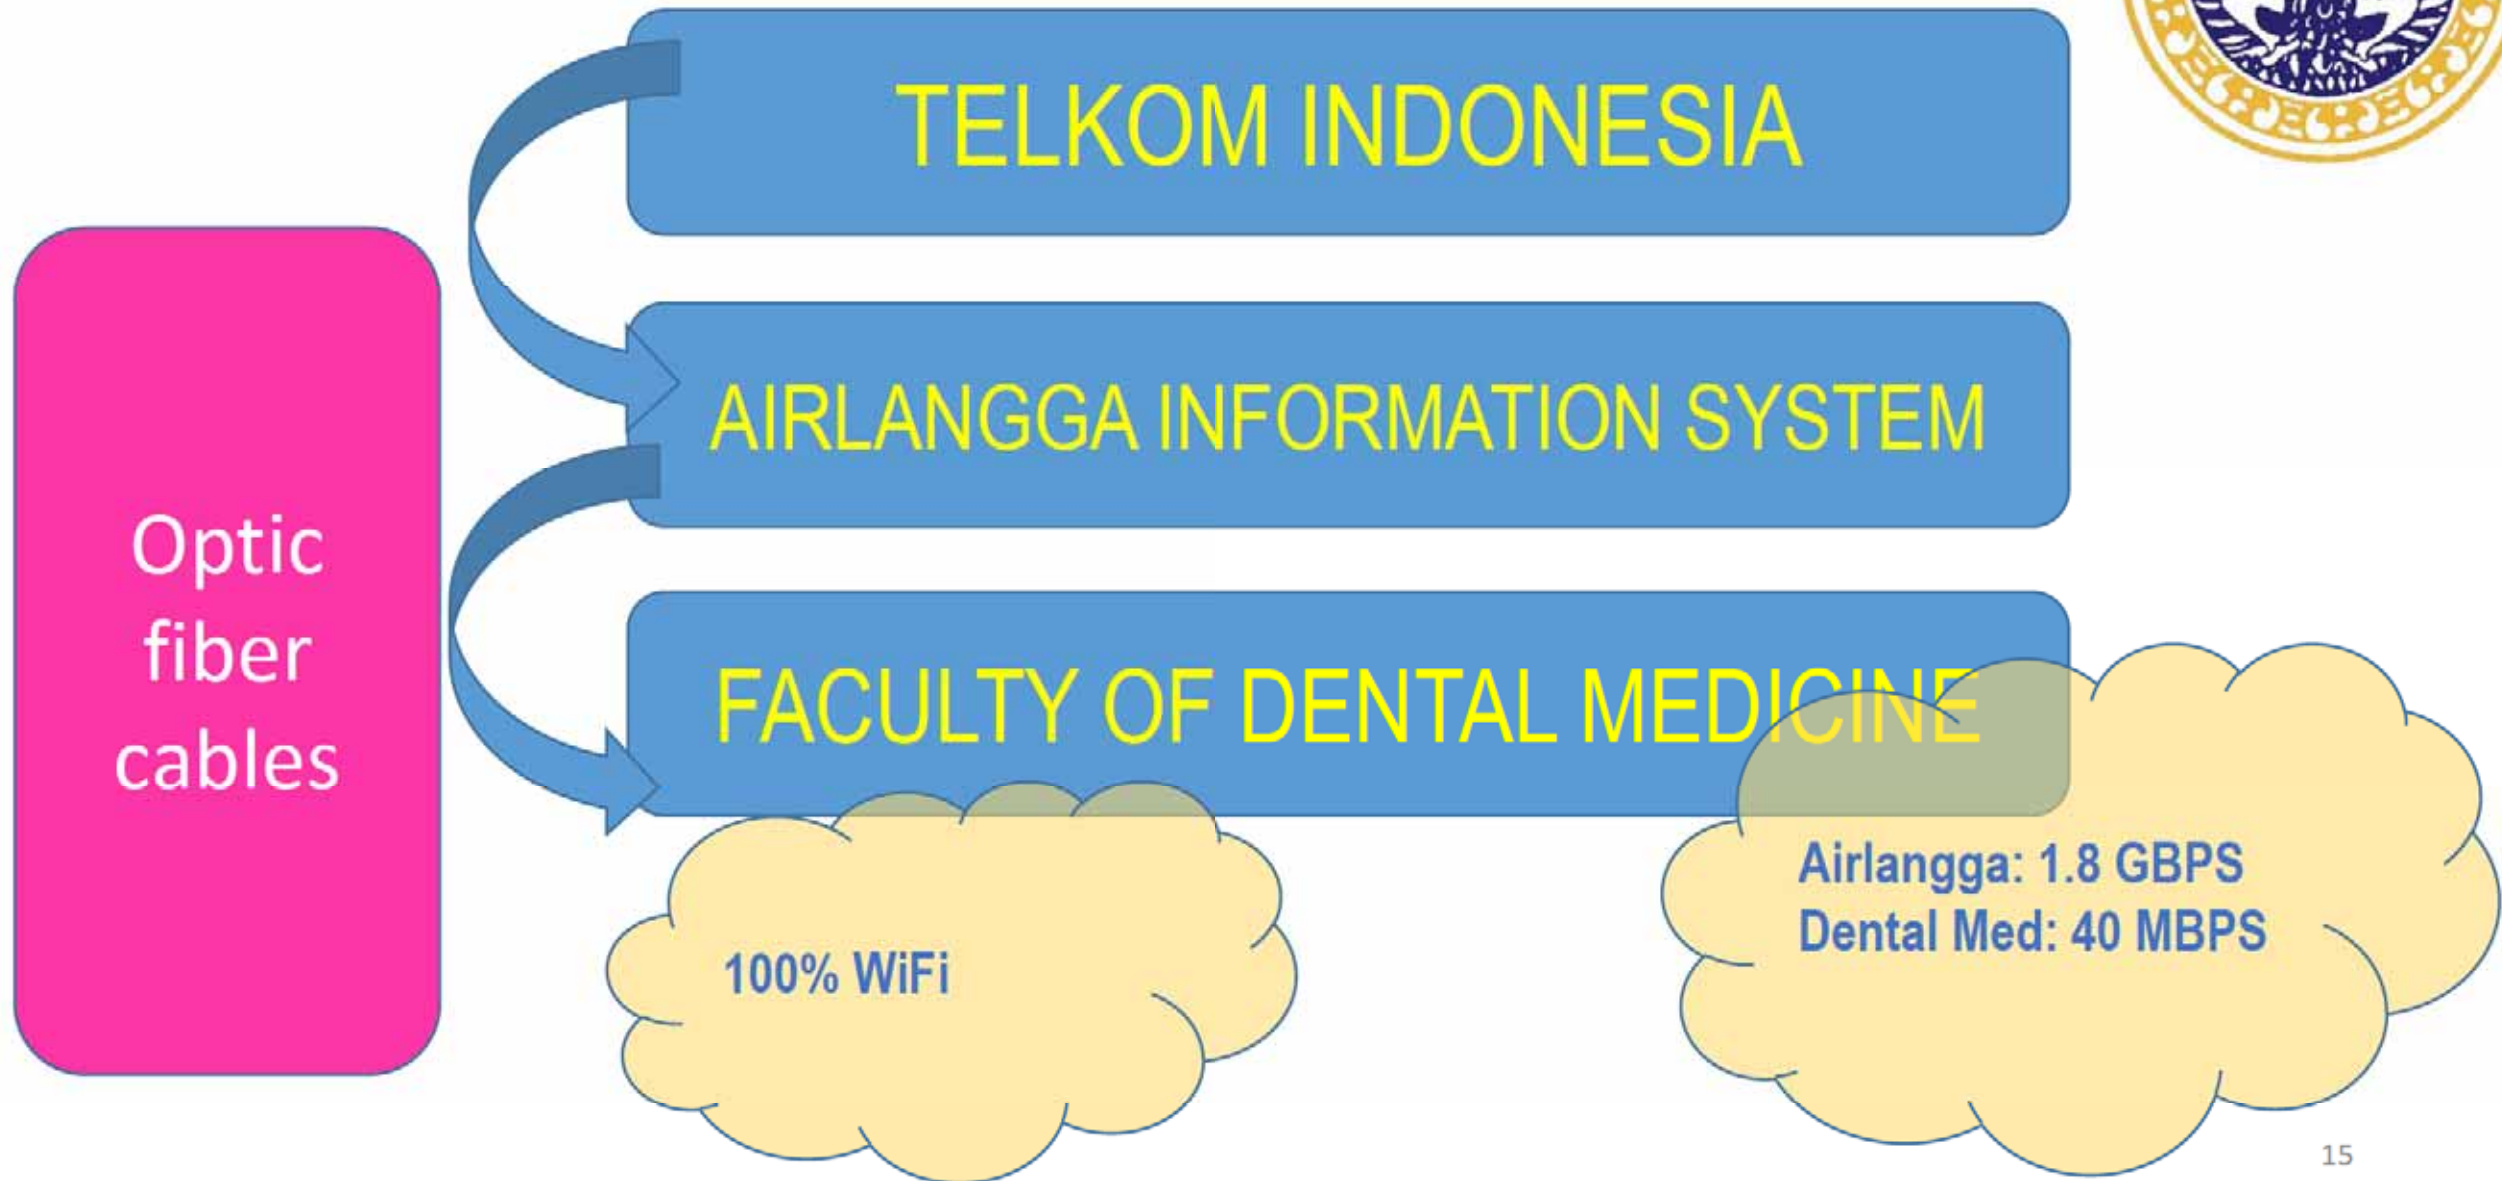 TELKOM INDONESIA
AIRLANGGA INFORMATION SYSTEM
Optic
fiber
cables
FACULTY OF DENTAL MEDICINE
Airlangga: 1.8 GBPS
Dental Med: 40 MBPS
100% WiFi
15